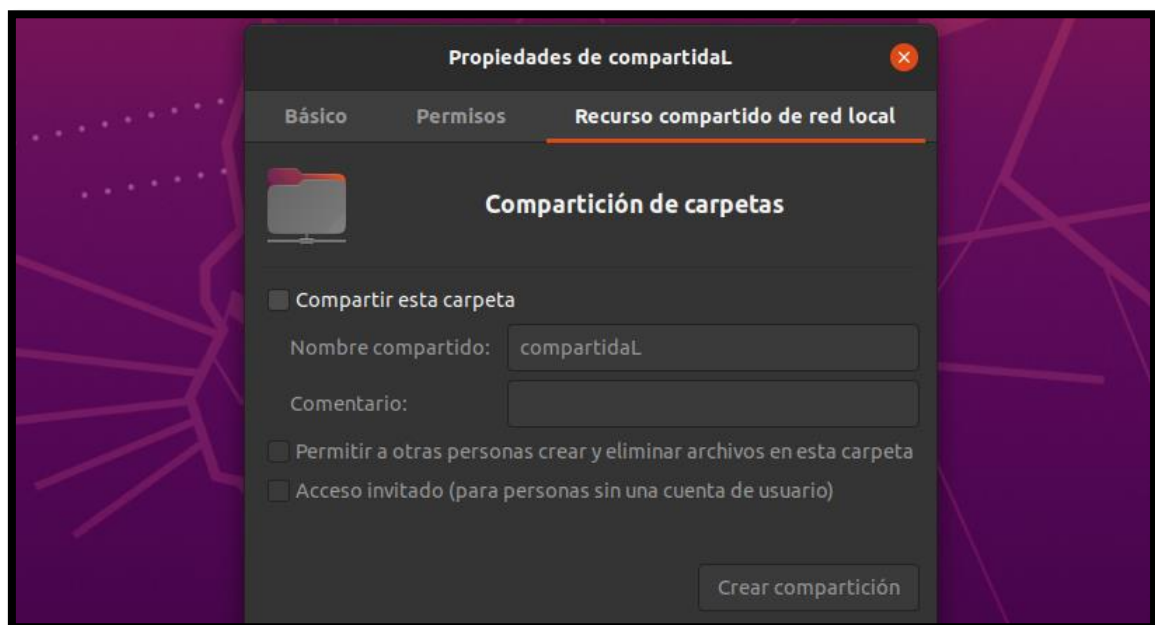 Propiedades de compartidaL
Básico Permisos Recurso compartido de red local
Compartición de carpetas
Compartir esta carpeta
Nombre compartido: compartidaL
Comentario:
Permitir a otras personas crear y eliminar archivos en esta carpeta
Acceso invitado (para personas sin una cuenta de usuario)
Crear compartición